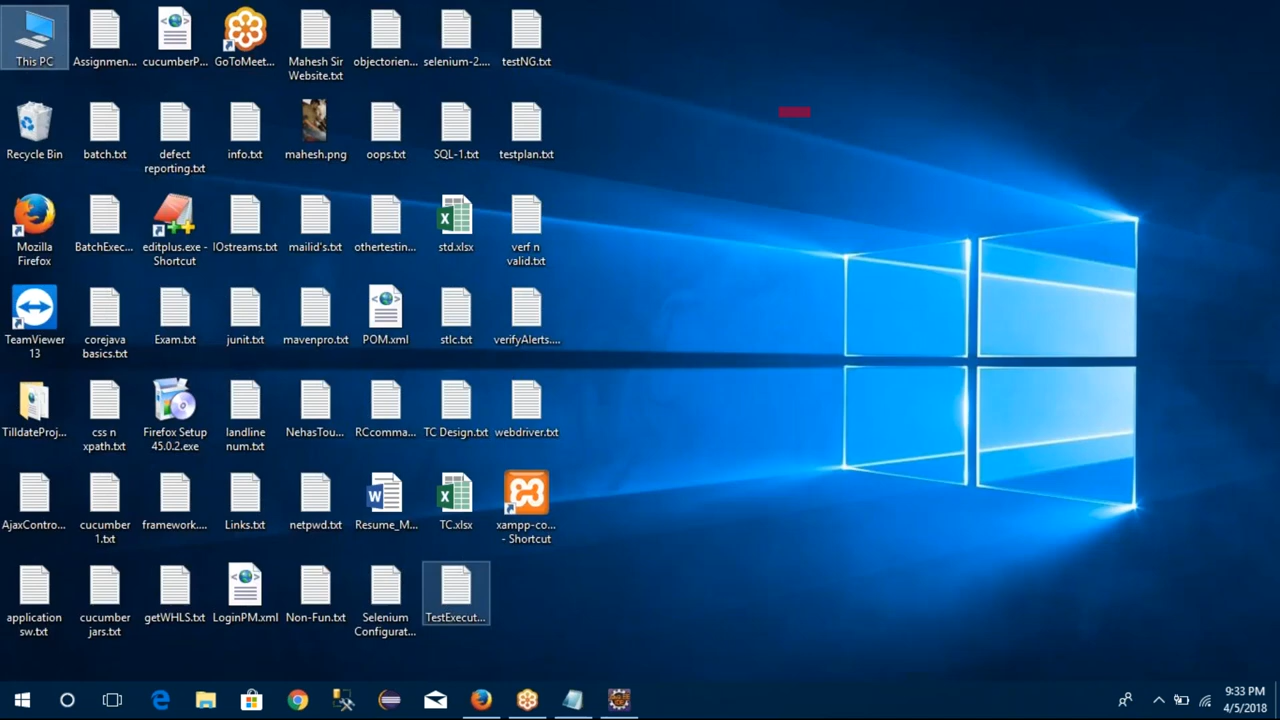 This PC
Assignmen...
cucumberP...
GoToMeet...
Mahesh Sir
Website.txt
objectorien...
selenium-2....
testNG.txt
Recycle Bin
batch.txt
defect
reporting.txt
info.txt
mahesh.png
oops.txt
SQL-1.txt
testplan.txt
Mozilla
Firefox
BatchExec...
editplus.exe -
Shortcut
IOstreams.txt
mailid's.txt
othertestin...
std.xlsx
verf n
valid.txt
TeamViewer
13
corejava
basics.txt
Exam.txt
junit.txt
mavenpro.txt
POM.xml
stlc.txt
verifyAlerts....
TilldateProj...
css n
xpath.txt
Firefox Setup
45.0.2.exe
landline
num.txt
NehasTou...
RCcomma...
TC Design.txt
webdriver.txt
AjaxContro...
cucumber
1.txt
framework....
Links.txt
netpwd.txt
Resume_M...
TC.xlsx
xampp-co...
- Shortcut
application
sw.txt
cucumber
jars.txt
getWHLS.txt
LoginPM.xml
Non-Fun.txt
Selenium
Configurat...
TestExecut...
9:33 PM
4/5/2018